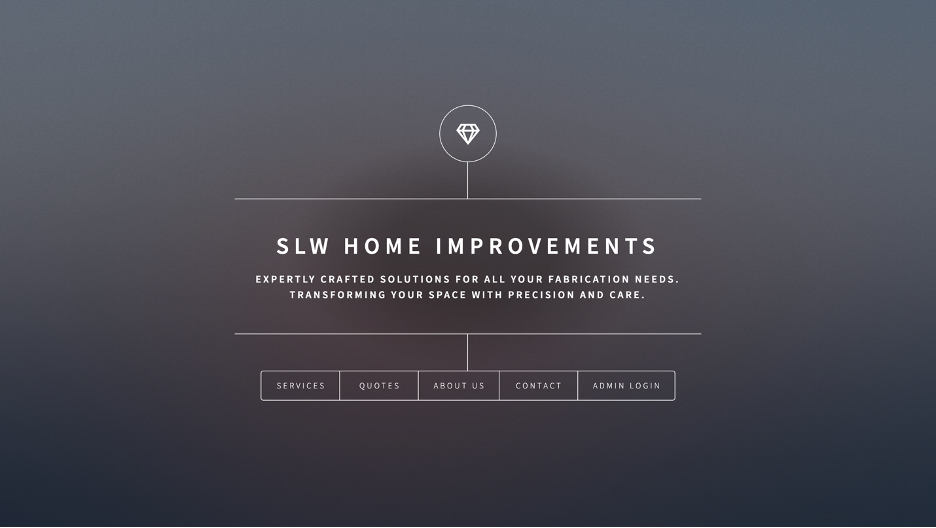 SLW HOME IMPROVEMENTS
EXPERTLY CRAFTED SOLUTIONS FOR ALL YOUR FABRICATION NEEDS.
TRANSFORMING YOUR SPACE WITH PRECISION AND CARE.
SERVICES QUOTES ABOUT US CONTACT ADMIN LOGIN